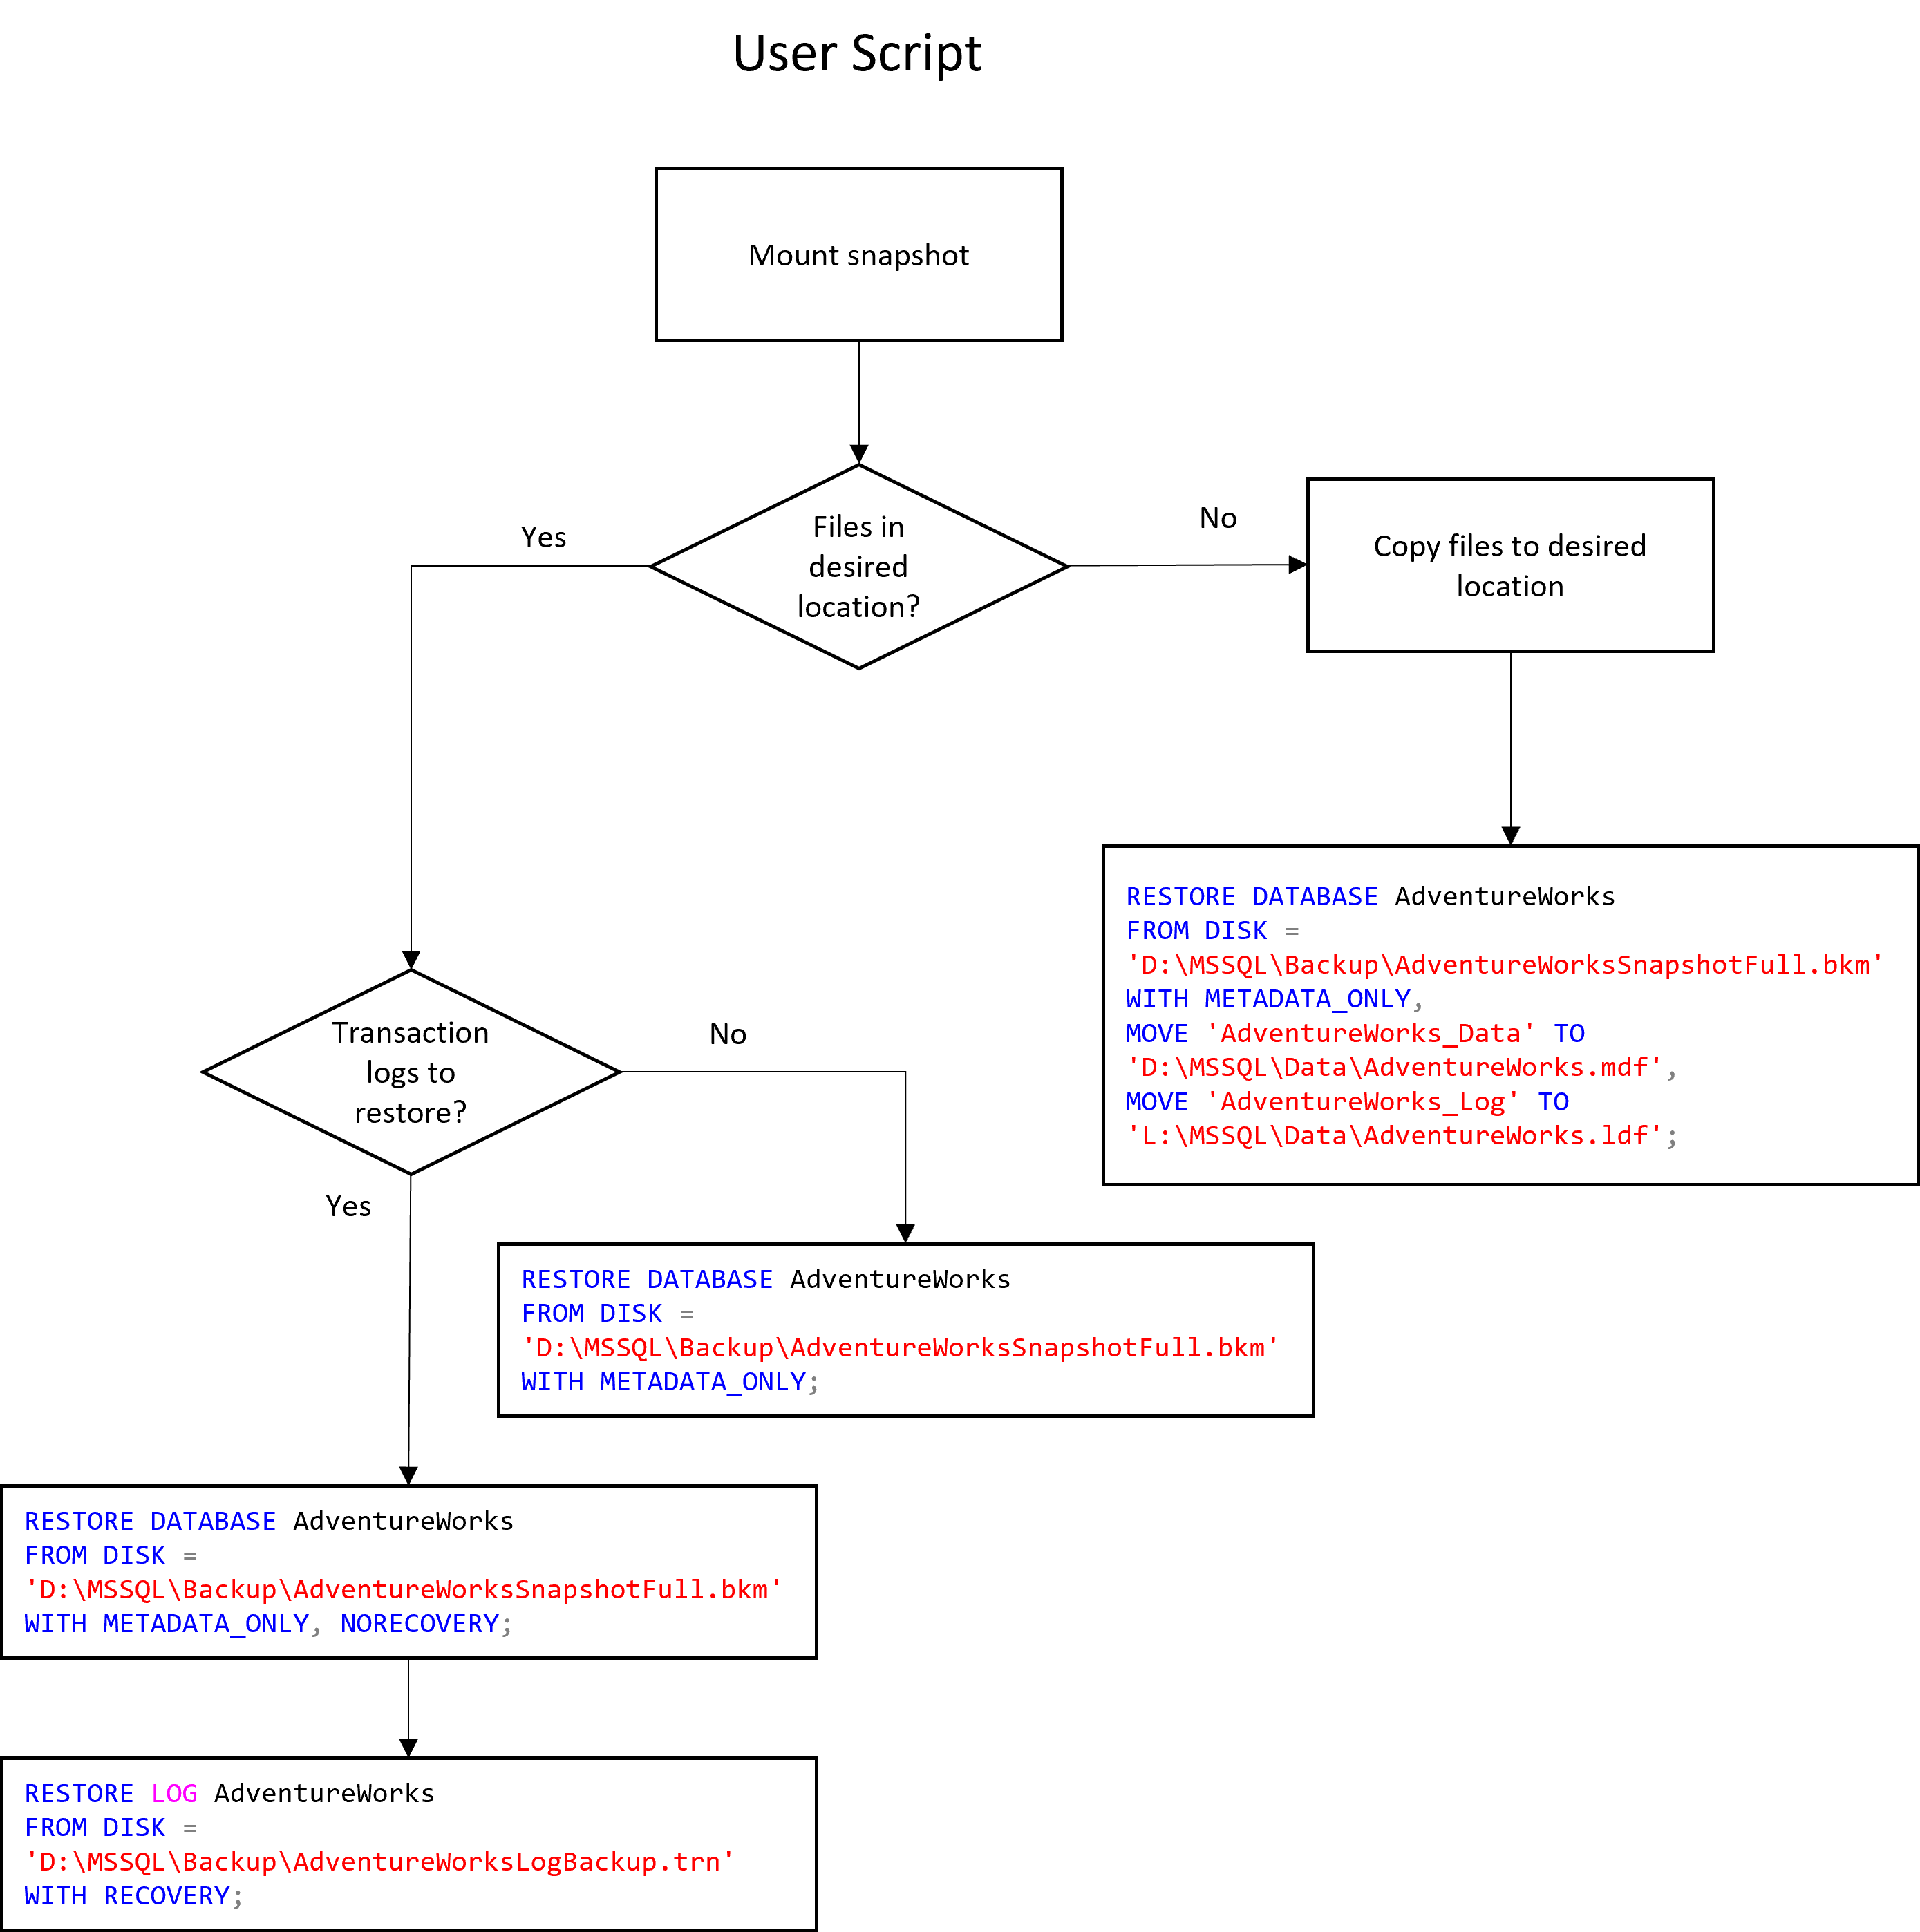 User Script
Mount snapshot
Files in
desired
location?
Yes
No
Copy files to desired
location
RESTORE DATABASE AdventureWorks
FROM DISK =
'D:\MSSQL\Backup\AdventureWorksSnapshotFull.bkm'
WITH METADATA_ONLY,
MOVE 'AdventureWorks_Data' TO
'D:\MSSQL\Data\AdventureWorks.mdf',
MOVE 'AdventureWorks_Log' TO
'L:\MSSQL\Data\AdventureWorks.ldf';
Transaction
logs to
restore?
No
Yes
RESTORE DATABASE AdventureWorks
FROM DISK =
'D:\MSSQL\Backup\AdventureWorksSnapshotFull.bkm'
WITH METADATA_ONLY;
RESTORE DATABASE AdventureWorks
FROM DISK =
'D:\MSSQL\Backup\AdventureWorksSnapshotFull.bkm'
WITH METADATA_ONLY, NORECOVERY;
RESTORE LOG AdventureWorks
FROM DISK =
'D:\MSSQL\Backup\AdventureWorksLogBackup.trn'
WITH RECOVERY;